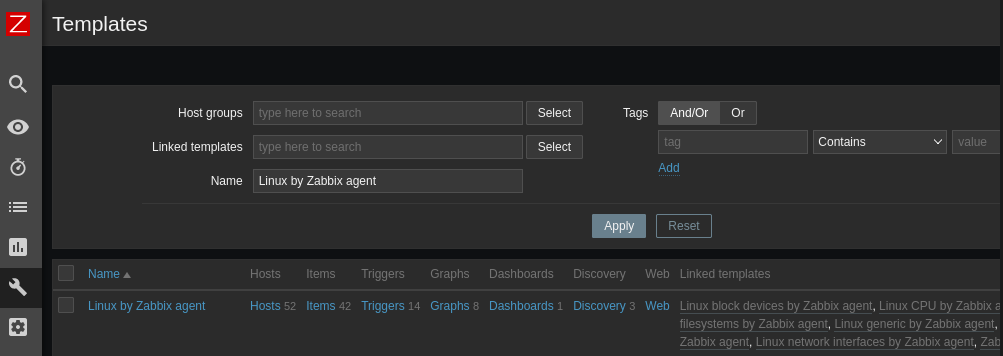 Z
Templates
Host groups type here to search Select Tags And/Or Or
tag Contains value
Linked templates type here to search Select
Add
Name Linux by Zabbix agent
Apply Reset
Name Hosts Items Triggers Graphs Dashboards Discovery Web Linked templates
Linux by Zabbix agent Hosts 52 Items 42 Triggers 14 Graphs 8 Dashboards 1 Discovery 3 Web Linux block devices by Zabbix agent, Linux CPU by Zabbix a
filesystems by Zabbix agent, Linux generic by Zabbix agent,
Zabbix agent, Linux network interfaces by Zabbix agent, Zab